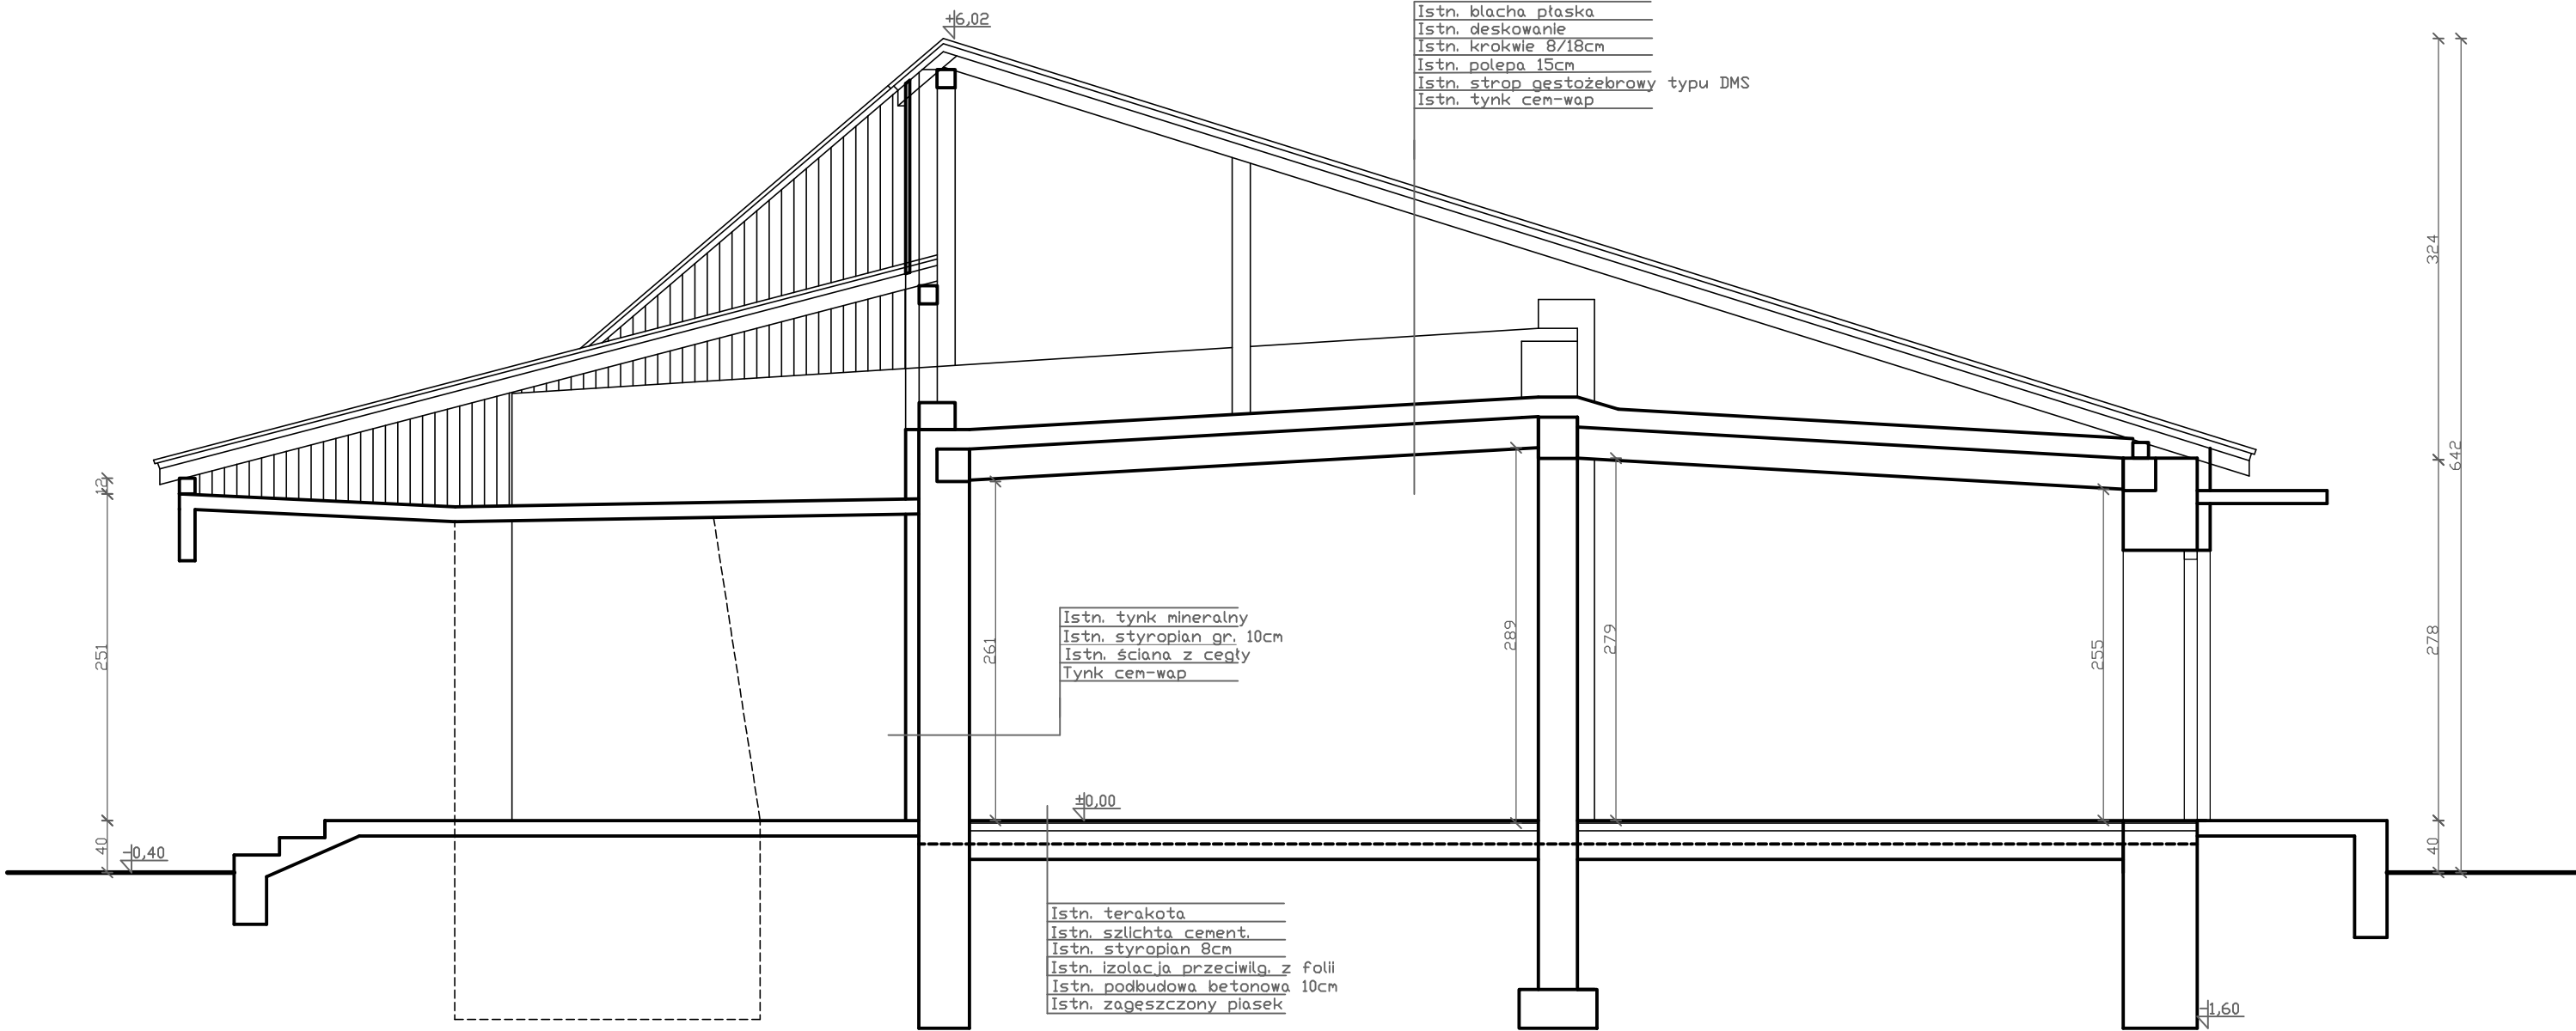 +6,02
Istn. blacha płaska
Istn. deskowanie
Istn. krokwie 8/18cm
Istn. polepa 15cm
Istn. strop gęstożebrowy typu DMS
Istn. tynk cem-wap
324
642
12
251
40
-0,40
261
Istn. tynk mineralny
Istn. styropian gr. 10cm
Istn. ściana z cegły
Tynk cem-wap
289
279
255
278
40
±0,00
Istn. terakota
Istn. szlichta cement.
Istn. styropian 8cm
Istn. izolacja przeciwilg. z folii
Istn. podbudowa betonowa 10cm
Istn. zagęszczony piasek
-1,60